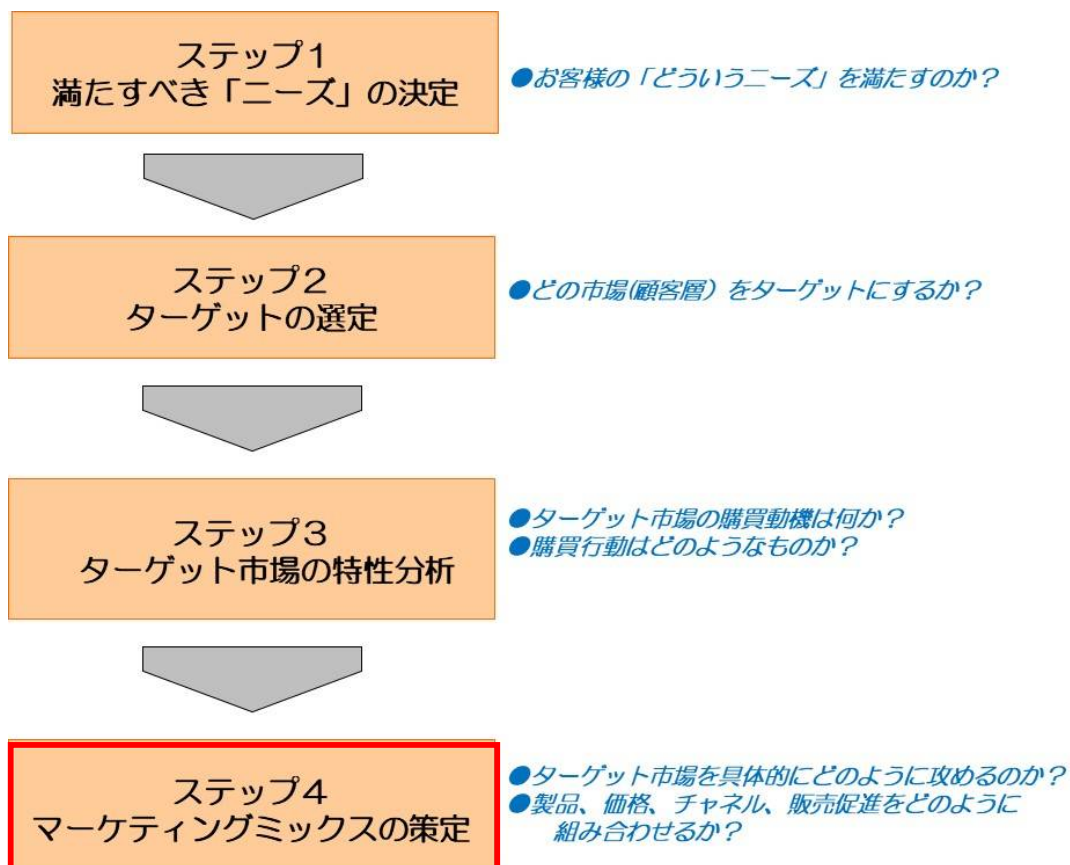 ステップ1
満たすべき「ニーズ」の決定
●お客様の「どういうニーズ」を満たすのか？
ステップ2
ターゲットの選定
●どの市場(顧客層）をターゲットにするか？
ステップ3
ターゲット市場の特性分析
●ターゲット市場の購買動機は何か？
●購買行動はどのようなものか？
ステップ4
マーケティングミックスの策定
●ターゲット市場を具体的にどのように攻めるのか？
●製品、価格、チャネル、販売促進をどのように
組み合わせるか？